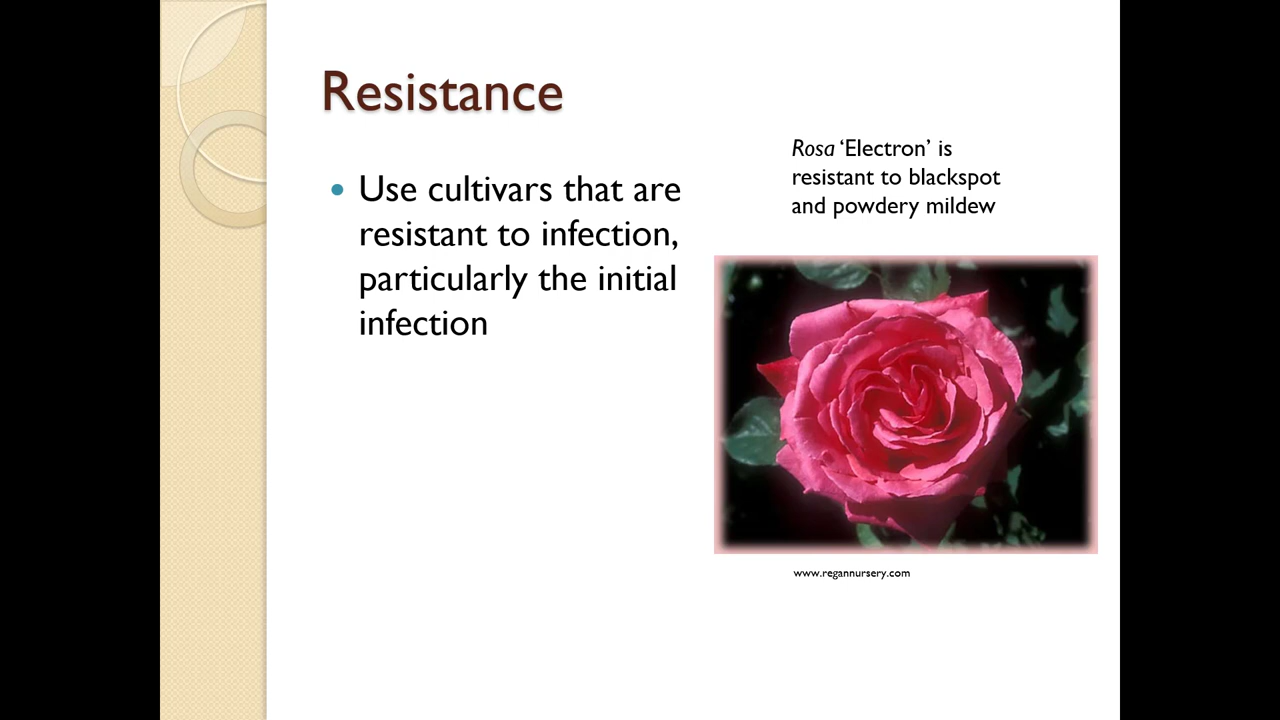 Resistance
Rosa ‘Electron’ is
resistant to blackspot
and powdery mildew
• Use cultivars that are
resistant to infection,
particularly the initial
infection
www.regannursery.com